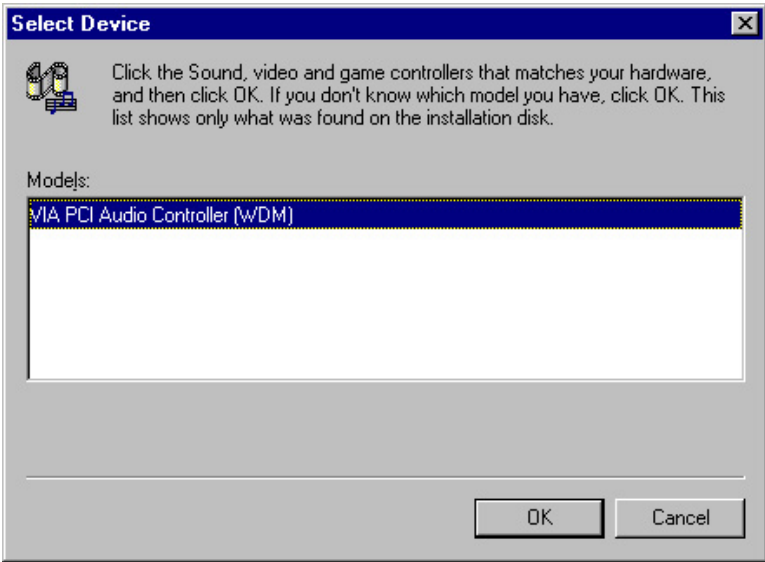 Select Device
Click the Sound, video and game controllers that matches your hardware,
and then click OK. If you don't know which model you have, click OK. This
list shows only what was found on the installation disk.
Models:
VIA PCI Audio Controller (WDM)
OK
Cancel